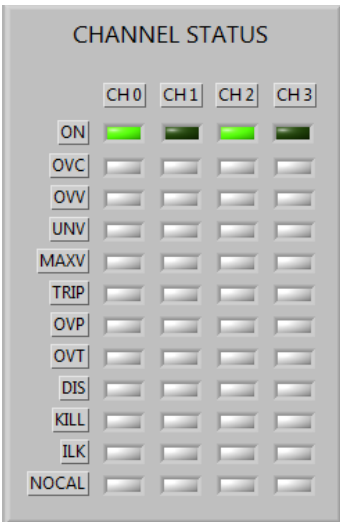 CHANNEL STATUS
CH 0 CH 1 CH 2 CH 3
ON
OVC
OVV
UNV
MAXV
TRIP
OVP
OVT
DIS
KILL
ILK
NOCAL